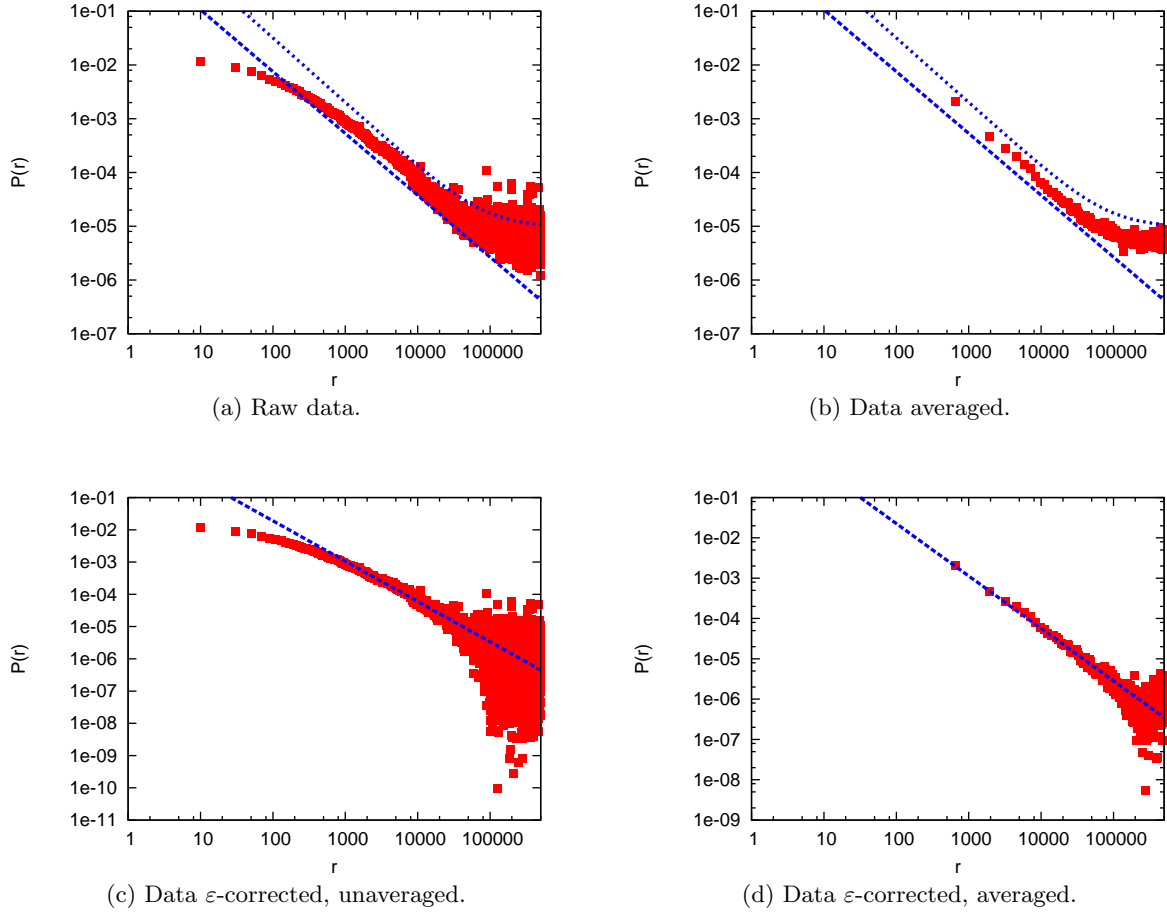 1e-01
1e-02
1e-03
1e-04
1e-05
1e-06
1e-07
P(r)
1 10 100 1000 10000 100000
r
(a) Raw data.
1e-01
1e-02
1e-03
1e-04
1e-05
1e-06
1e-07
P(r)
1 10 100 1000 10000 100000
r
(b) Data averaged.
1e-01
1e-02
1e-03
1e-04
1e-05
1e-06
1e-07
1e-08
1e-09
1e-10
1e-11
P(r)
1 10 100 1000 10000 100000
r
(c) Data ε-corrected, unaveraged.
1e-01
1e-02
1e-03
1e-04
1e-05
1e-06
1e-07
1e-08
1e-09
P(r)
1 10 100 1000 10000 100000
r
(d) Data ε-corrected, averaged.